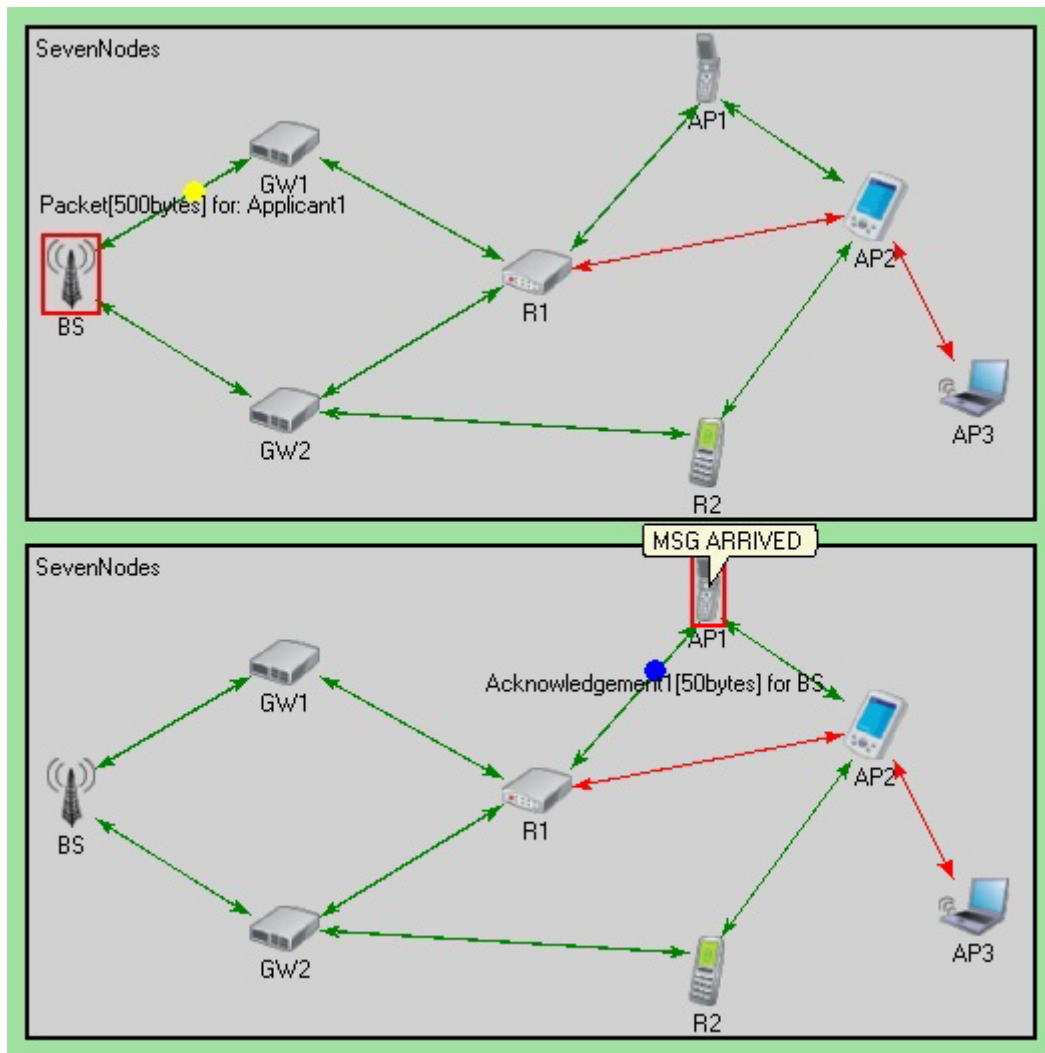 SevenNodes
AP1
GW1
Packet[500bytes] for: Applicant1
AP2
R1
BS
AP3
GW2
R2
MSG ARRIVED
SevenNodes
AP1
Acknowledgement1[50bytes] for BS
GW1
AP2
R1
BS
AP3
GW2
R2